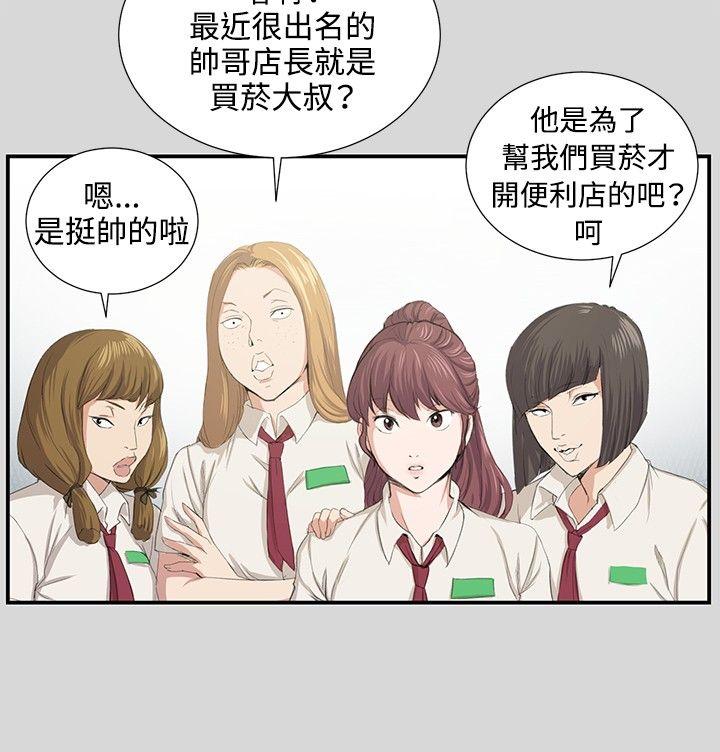 最近很出名的
帥哥店長就是
買菸大叔？
嗯...
是挺帥的啦
他是為了
幫我們買菸才
開便利店的吧？
呵